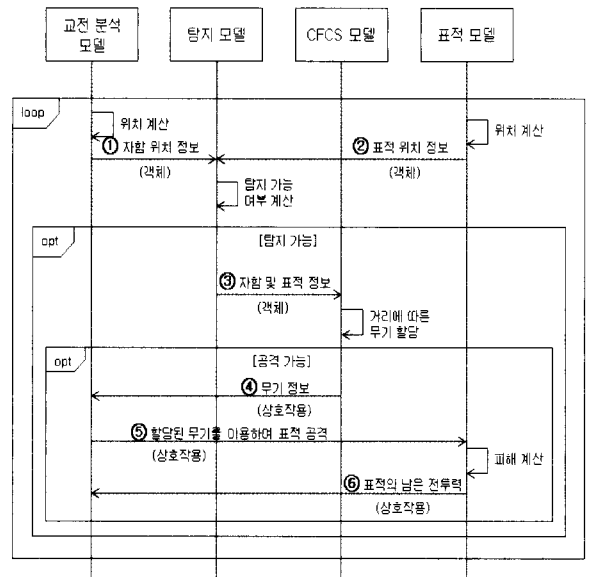 교전 분석
모델
탐지 모델
CFCS 모델
표적 모델
loop
위치 계산
위치 계산
① 자함 위치 정보
(객체)
② 표적 위치 정보
(객체)
탐지 가능
여부 계산
opt
[탐지 가능]
③ 자함 및 표적 정보
(객체)
거리에 따른
무기 할당
opt
[공격 가능]
④ 무기 정보
(상호작용)
⑤ 할당된 무기를 이용하여 표적 공격
(상호작용)
피해 계산
⑥ 표적의 남은 전투력
(상호작용)